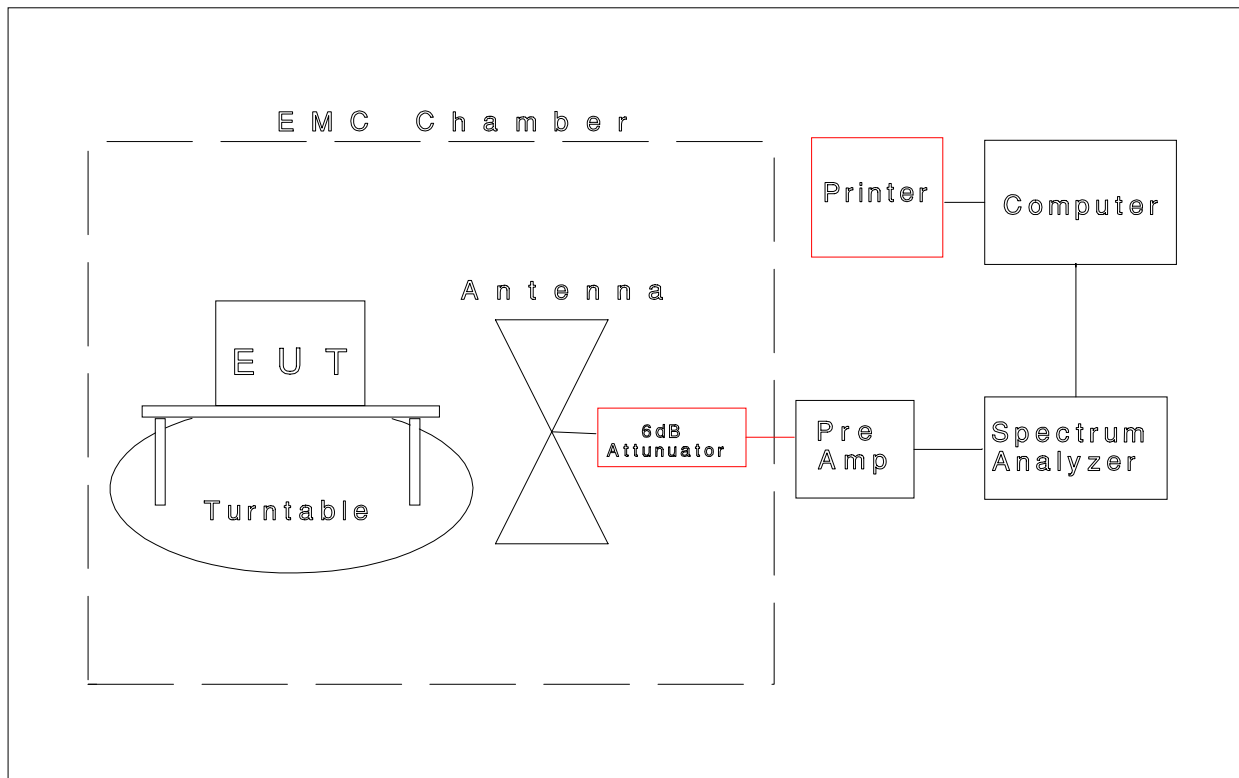 EMC Chamber
Printer
Computer
Antenna
EUT
6dB
Attunuator
Pre
Amp
Spectrum
Analyzer
Turntable